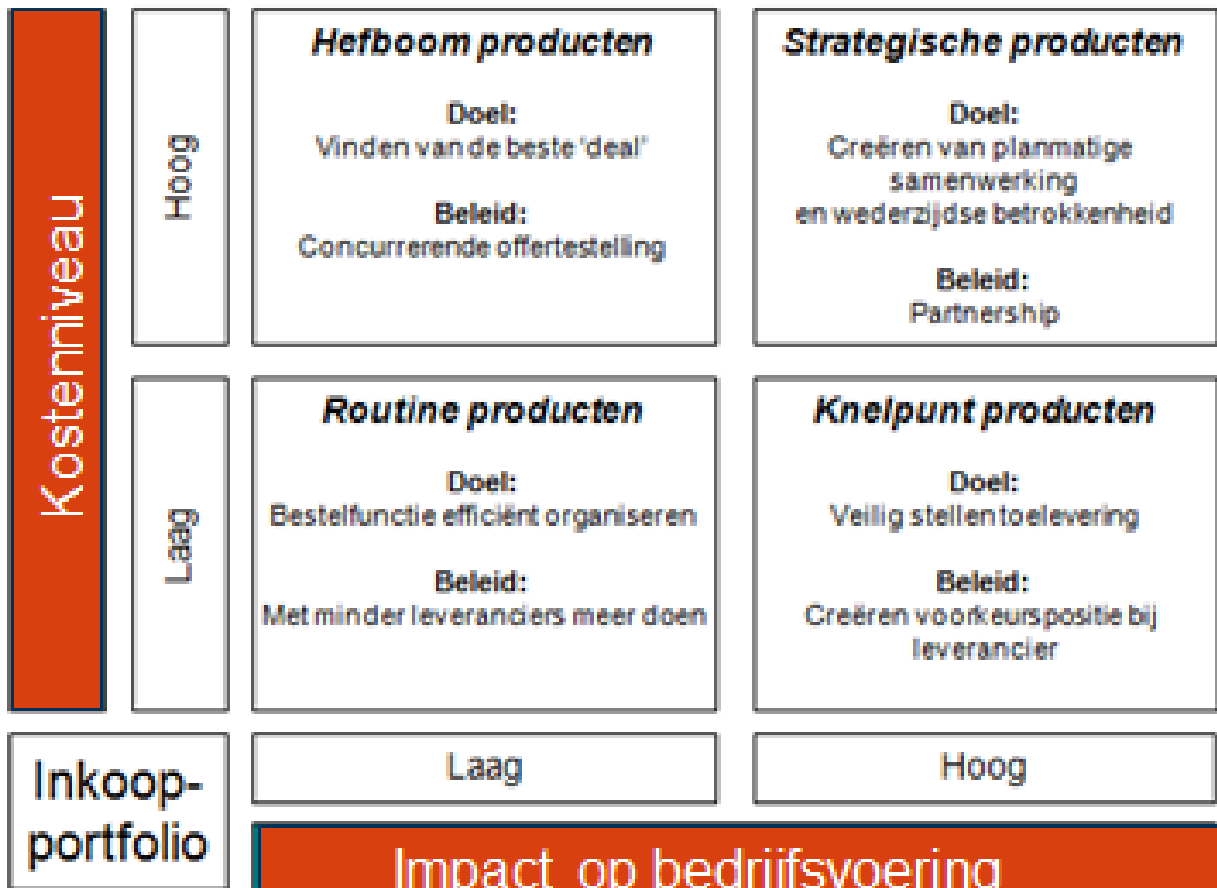 Kostenniveau
Hoog
Hefboom producten
Doel:
Vinden van de beste 'deal'
Beleid:
Concurrerende offertestelling
Strategische producten
Doel:
Creëren van planmatige
samenwerking
en wederzijdse betrokkenheid
Beleid:
Partnership
Laag
Routine producten
Doel:
Bestelfunctie efficiënt organiseren
Beleid:
Met minder leveranciers meer doen
Knelpunt producten
Doel:
Veilig stellen toelevering
Beleid:
Creëren voorkeurspositie bij
leverancier
Inkoop-
portfolio
Laag
Hoog
Impact op bedrijfsvoering